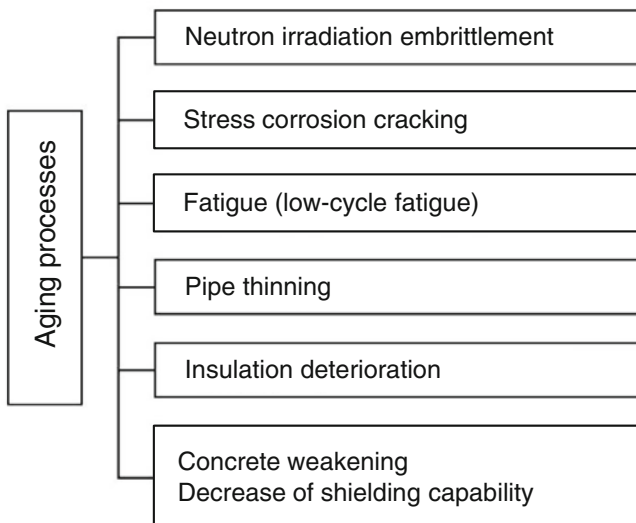 Aging processes
Neutron irradiation embrittlement
Stress corrosion cracking
Fatigue (low-cycle fatigue)
Pipe thinning
Insulation deterioration
Concrete weakening
Decrease of shielding capability